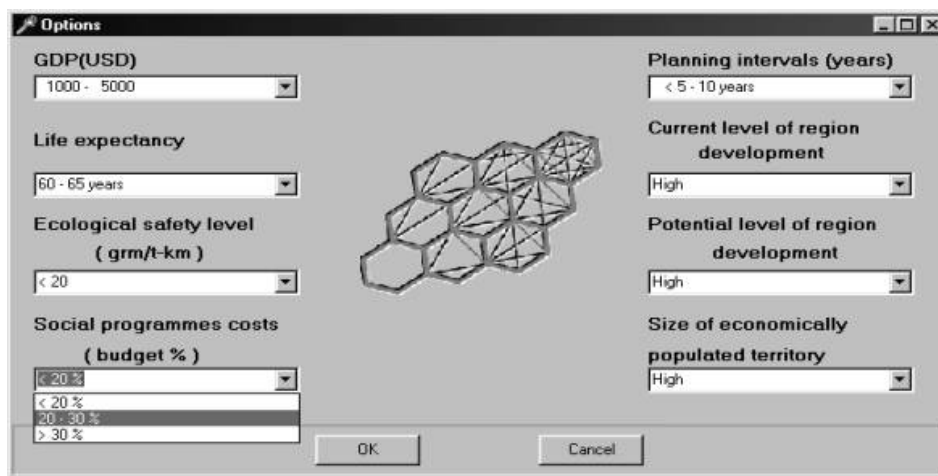 Options
GDP(USD)
1000 - 5000
Life expectancy
60 - 65 years
Ecological safety level
( grm/t-km )
< 20
Social programmes costs
( budget % )
< 20 %
< 20 %
20 - 30 %
> 30 %
Planning intervals (years)
< 5 - 10 years
Current level of region
development
High
Potential level of region
development
High
Size of economically
populated territory
High
OK
Cancel